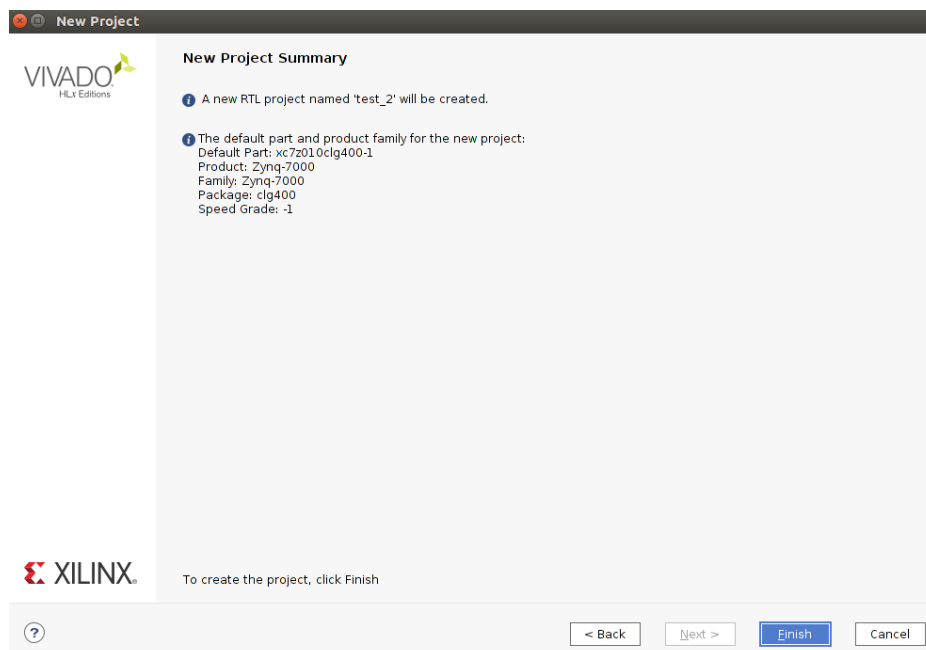 New Project
VIVADO.
HLx Editions
New Project Summary
A new RTL project named 'test_2' will be created.
The default part and product family for the new project:
Default Part: xc7z010clg400-1
Product: Zynq-7000
Family: Zynq-7000
Package: clg400
Speed Grade: -1
XILINX.
To create the project, click Finish
?
< Back
Next >
Finish
Cancel